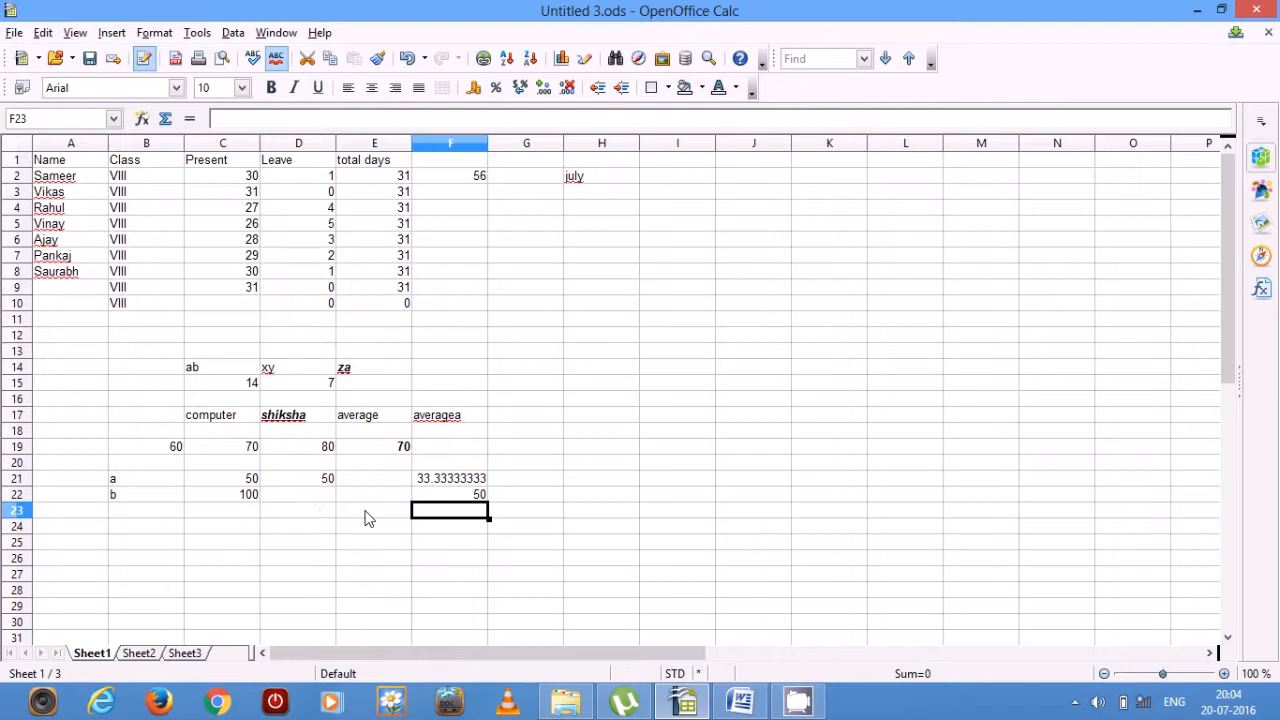 Untitled 3.ods - OpenOffice Calc
File Edit View Insert Format Tools Data Window Help
ABC ABC Find
Arial 10 B I U
F23
A B C D E F G H I J K L M N O P
1 Name Class Present Leave total days
2 Sameer VIII 30 1 31 56 july
3 Vikas VIII 31 0 31
4 Rahul VIII 27 4 31
5 Vinay VIII 26 5 31
6 Ajay VIII 28 3 31
7 Pankaj VIII 29 2 31
8 Saurabh VIII 30 1 31
9 VIII 31 0 31
10 VIII 0 0
11
12
13
14 ab xy za
15 14 7
16
17 computer shiksha average averagea
18
19 60 70 80 70
20
21 a 50 50 33.33333333
22 b 100 50
23
24
25
26
27
28
29
30
31
Sheet1 Sheet2 Sheet3
Sheet 1 / 3 Default STD * Sum=0 100 %
DOC W ENG 20:04
20-07-2016